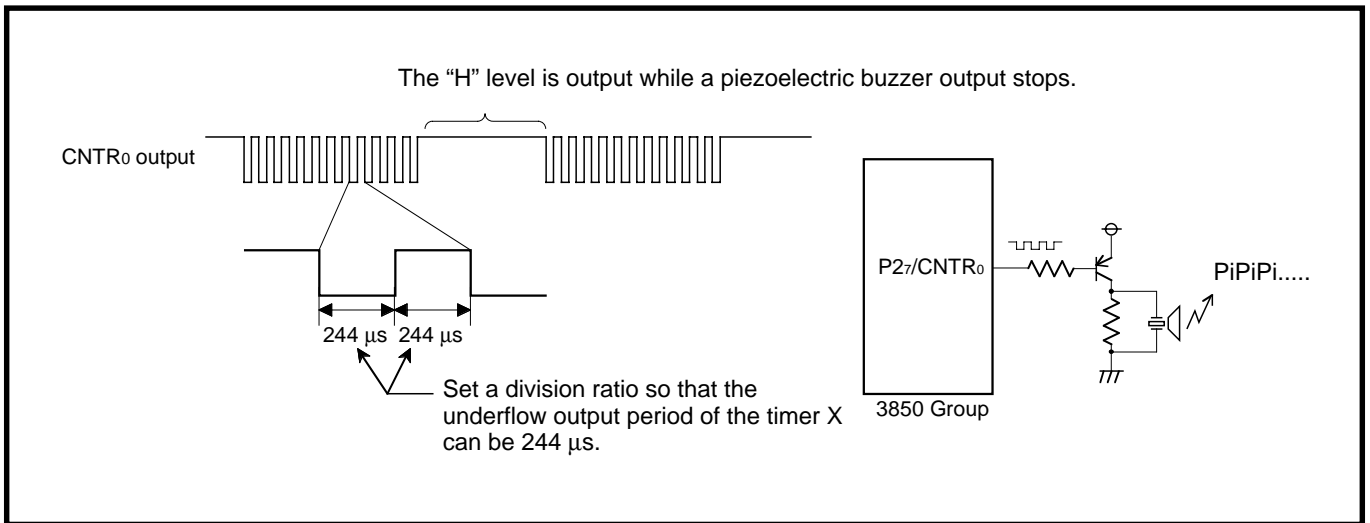 The “H” level is output while a piezoelectric buzzer output stops.
CNTR0 output
P27/CNTR0
PiPiPi.....
244 μs 244 μs
Set a division ratio so that the
underflow output period of the timer X
can be 244 μs.
3850 Group